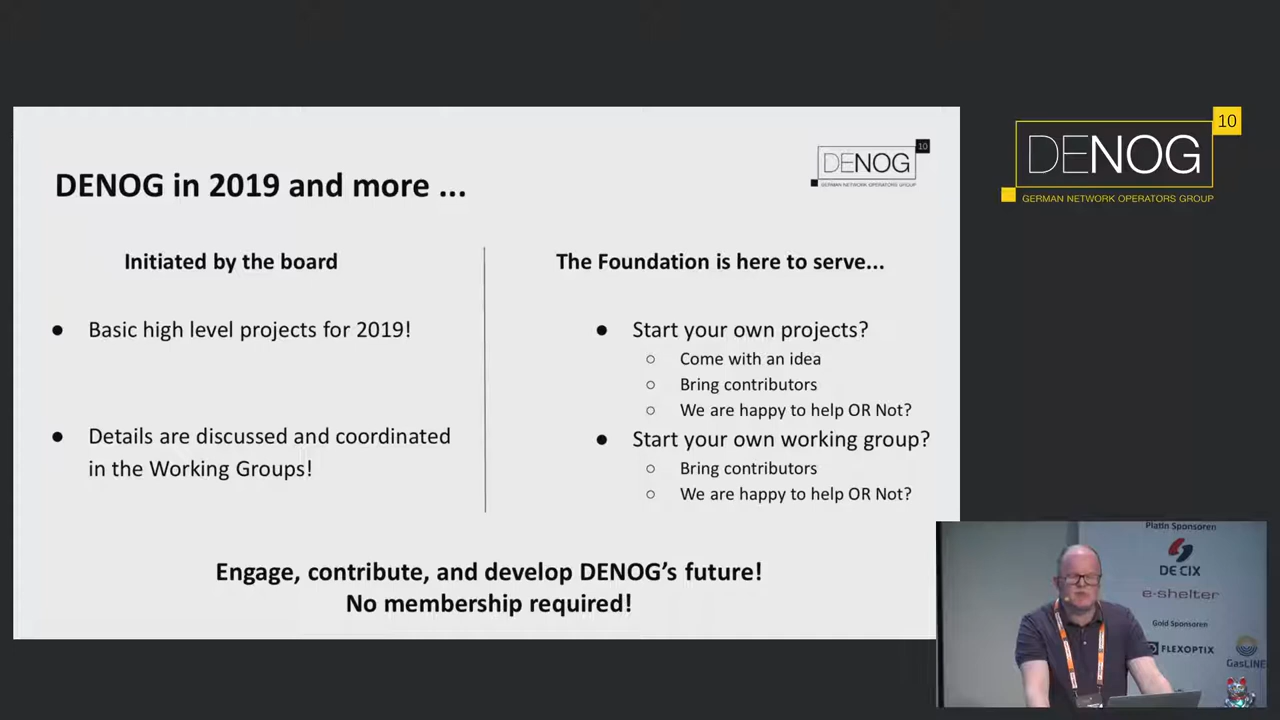 DENOG in 2019 and more ...
DENOG
10
GERMAN NETWORK OPERATORS GROUP
Initiated by the board
● Basic high level projects for 2019!
● Details are discussed and coordinated
in the Working Groups!
The Foundation is here to serve...
● Start your own projects?
○ Come with an idea
○ Bring contributors
○ We are happy to help OR Not?
● Start your own working group?
○ Bring contributors
○ We are happy to help OR Not?
Engage, contribute, and develop DENOG’s future!
No membership required!
DENOG
10
GERMAN NETWORK OPERATORS GROUP
Platin Sponsoren
DE CIX
e-shelter
Gold Sponsoren
FLEXOPTIX
GasLINE